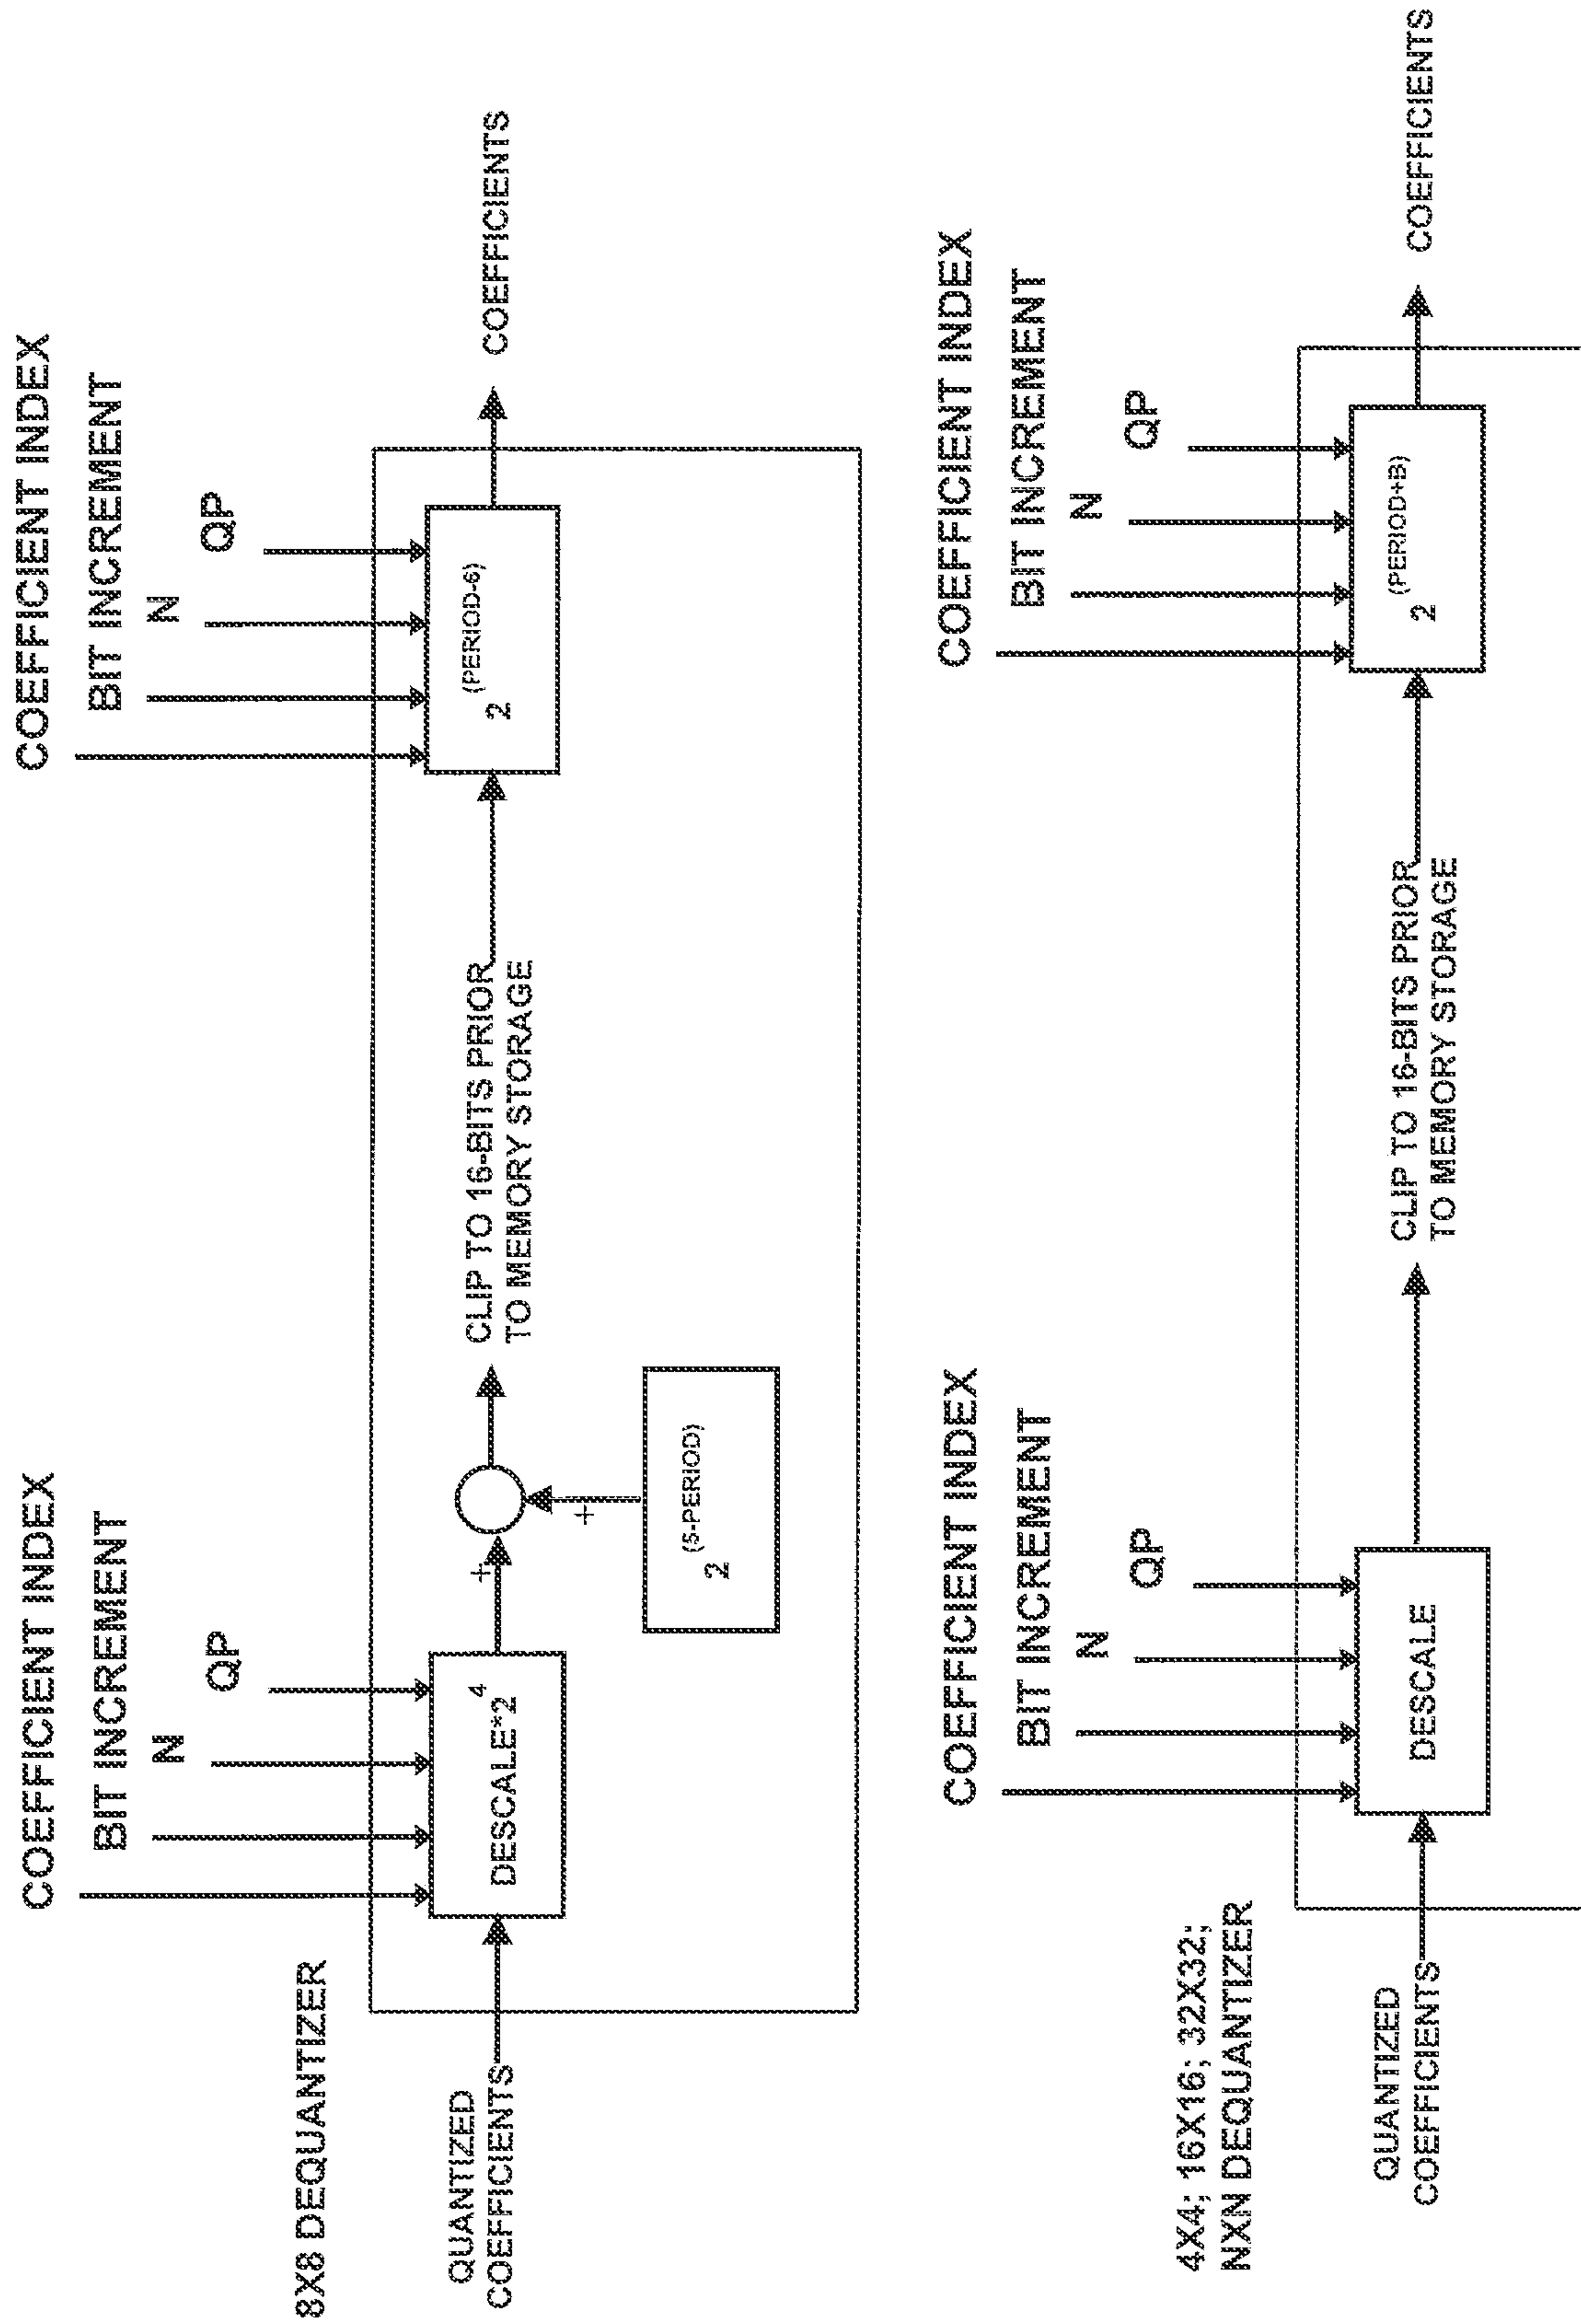 8X8 DEQUANTIZER
COEFFICIENT INDEX
BIT INCREMENT
N
QP
QUANTIZED
COEFFICIENTS
DESCALE*2^4
+
+
2^(5-PERIOD)
CLIP TO 16-BITS PRIOR
TO MEMORY STORAGE
COEFFICIENT INDEX
BIT INCREMENT
N
QP
2^(PERIOD-6)
COEFFICIENTS
4X4; 16X16; 32X32;
NXN DEQUANTIZER
COEFFICIENT INDEX
BIT INCREMENT
N
QP
QUANTIZED
COEFFICIENTS
DESCALE
CLIP TO 16-BITS PRIOR
TO MEMORY STORAGE
COEFFICIENT INDEX
BIT INCREMENT
N
QP
2^(PERIOD+B)
COEFFICIENTS